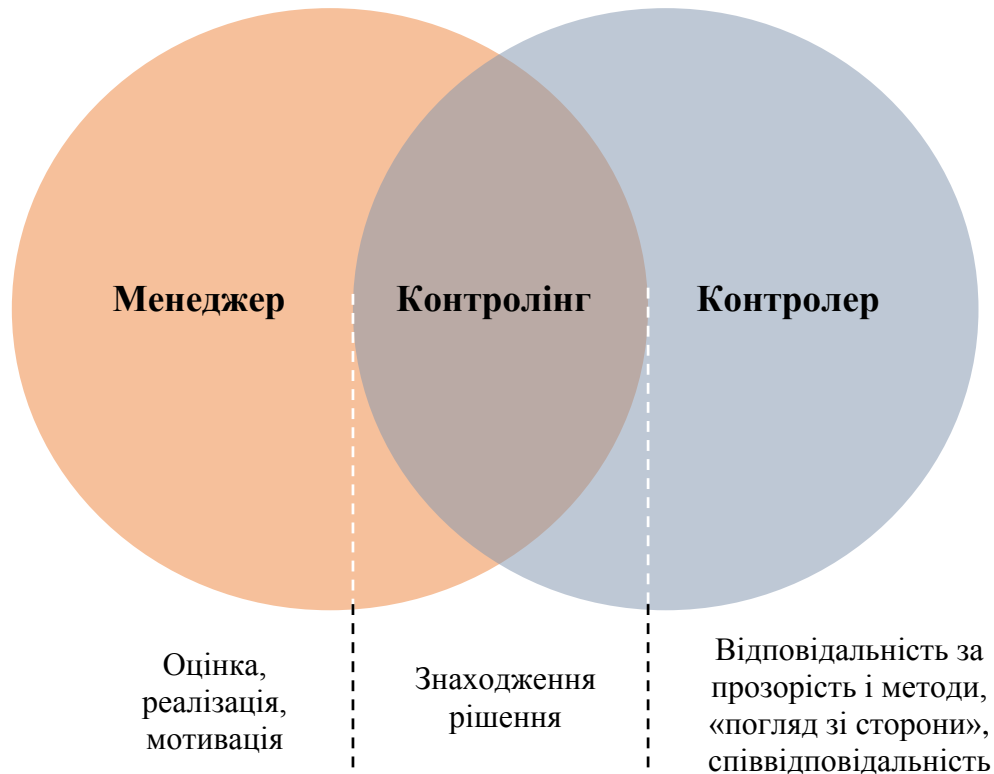 Менеджер
Контролінг
Контролер
Оцінка,
реалізація,
мотивація
Знаходження
рішення
Відповідальність за
прозорість і методи,
«погляд зі сторони»,
співвідповідальність